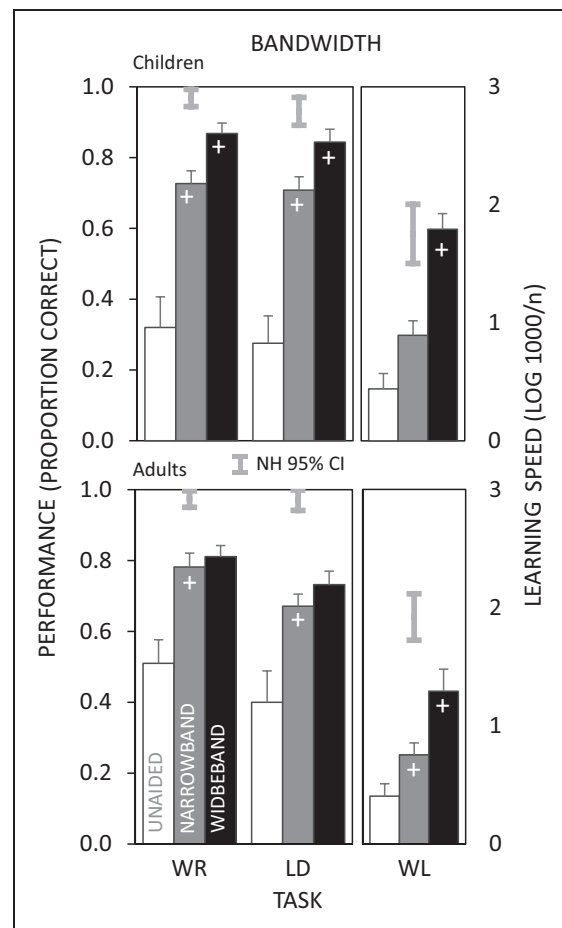 BANDWIDTH
Children
1.0
0.8
0.6
0.4
0.2
0.0
3
2
1
0
Adults
NH 95% CI
1.0
0.8
0.6
0.4
0.2
0.0
3
2
1
0
+
+
+
+
+
+
+
+
+
+
UNAIDED
NARROWBAND
WIDBEBAND
PERFORMANCE (PROPORTION CORRECT)
LEARNING SPEED (LOG 1000/n)
WR LD WL
TASK